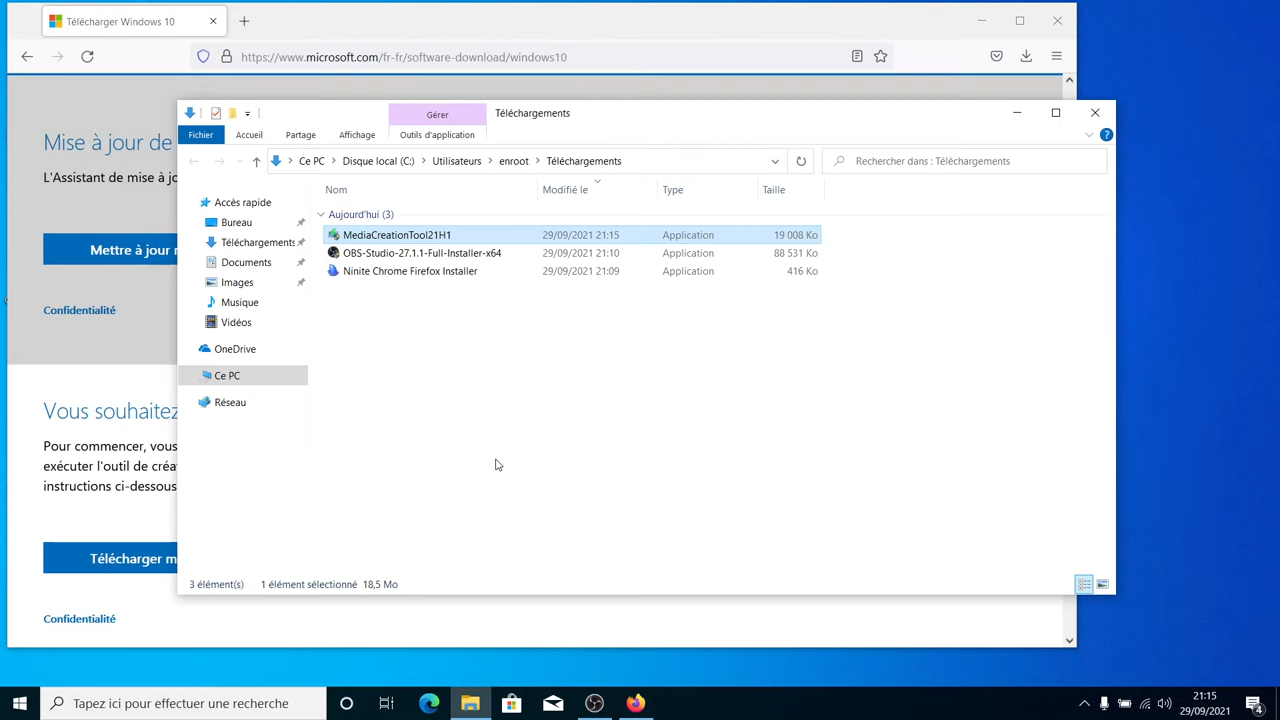 Télécharger Windows 10
https://www.microsoft.com/fr-fr/software-download/windows10
Mise à jour de
L'Assistant de mise à jo
Mettre à jour
Confidentialité
Vous souhaitez
Pour commencer, vous
exécuter l'outil de créa
instructions ci-dessous
Télécharger m
Confidentialité
Gérer
Téléchargements
Fichier
Accueil
Partage
Affichage
Outils d'application
Ce PC
Disque local (C:)
Utilisateurs
enroot
Téléchargements
Rechercher dans : Téléchargements
Accès rapide
Bureau
Téléchargements
Documents
Images
Musique
Vidéos
OneDrive
Ce PC
Réseau
Nom
Modifié le
Type
Taille
Aujourd'hui (3)
MediaCreationTool21H1 29/09/2021 21:15 Application 19 008 Ko
OBS-Studio-27.1.1-Full-Installer-x64 29/09/2021 21:10 Application 88 531 Ko
Ninite Chrome Firefox Installer 29/09/2021 21:09 Application 416 Ko
3 élément(s) 1 élément sélectionné 18,5 Mo
Tapez ici pour effectuer une recherche
21:15
29/09/2021
4